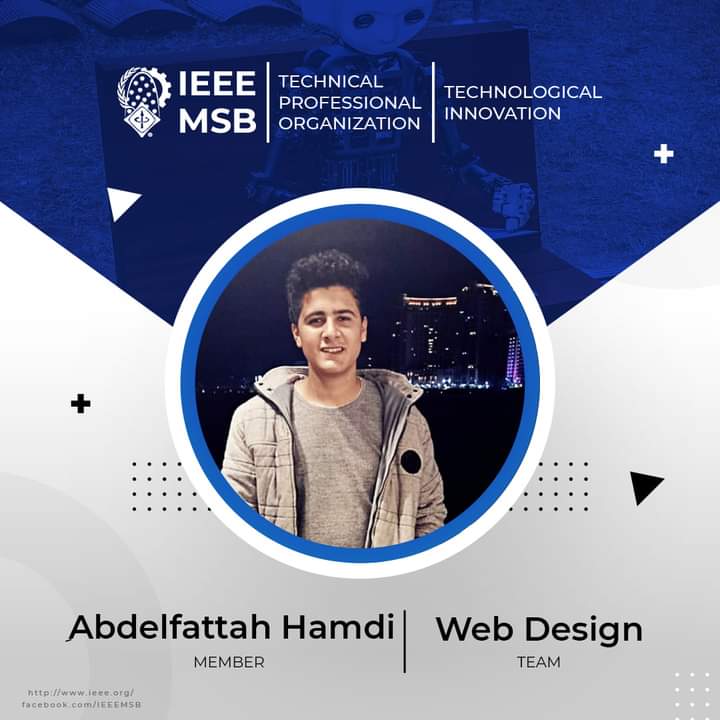 IEEE
MSB
TECHNICAL
PROFESSIONAL
ORGANIZATION
TECHNOLOGICAL
INNOVATION
Abdelfattah Hamdi
MEMBER
Web Design
TEAM
http://www.ieee.org/
facebook.com/IEEEMSB